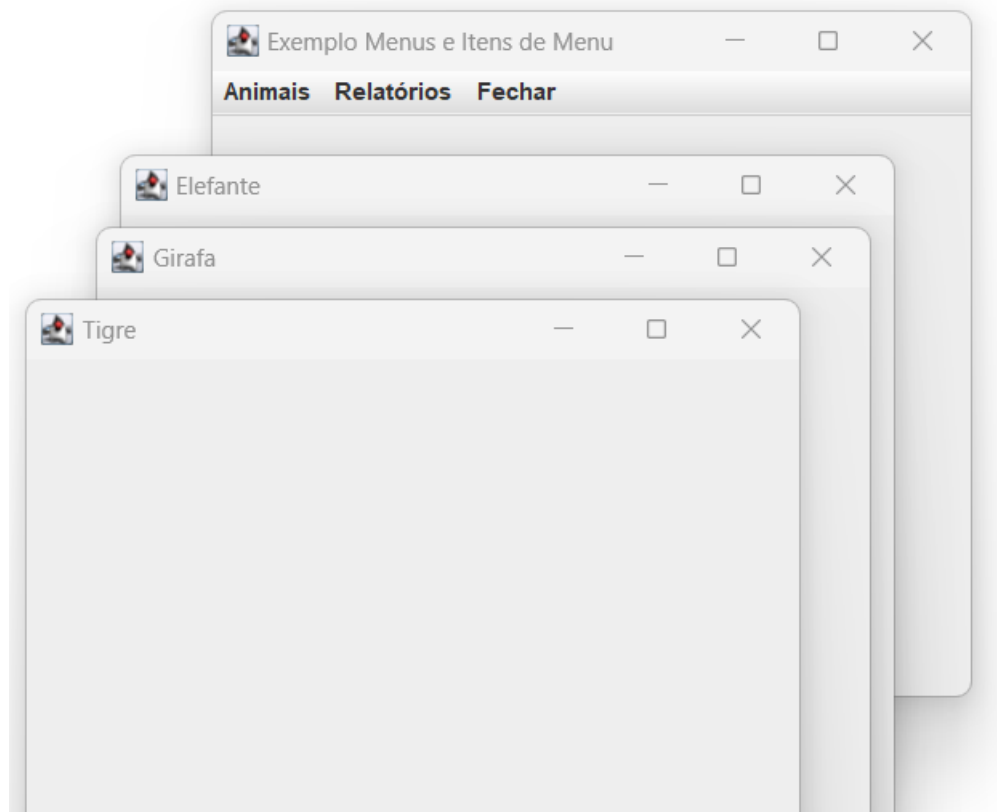 Exemplo Menus e Itens de Menu
Animais Relatórios Fechar
Elefante
Girafa
Tigre